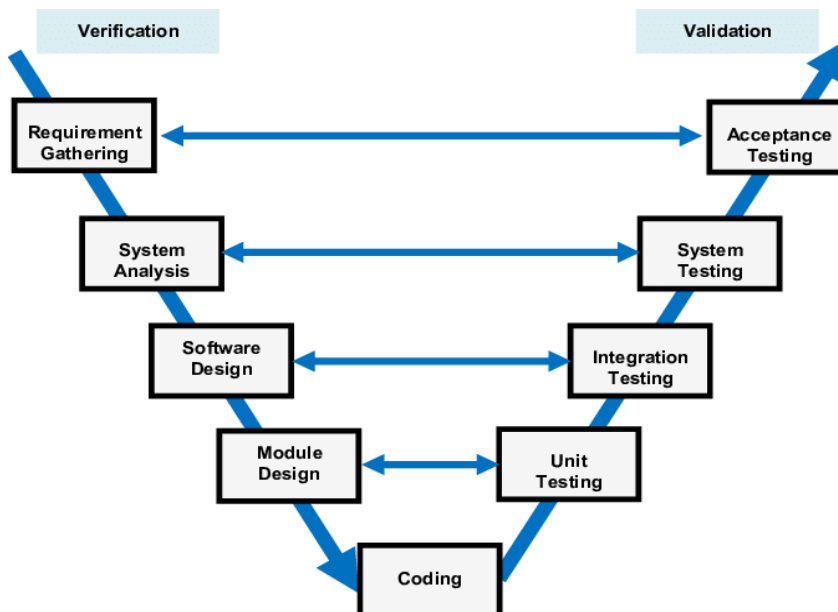 Verification
Validation
Requirement
Gathering
Acceptance
Testing
System
Analysis
System
Testing
Software
Design
Integration
Testing
Module
Design
Unit
Testing
Coding